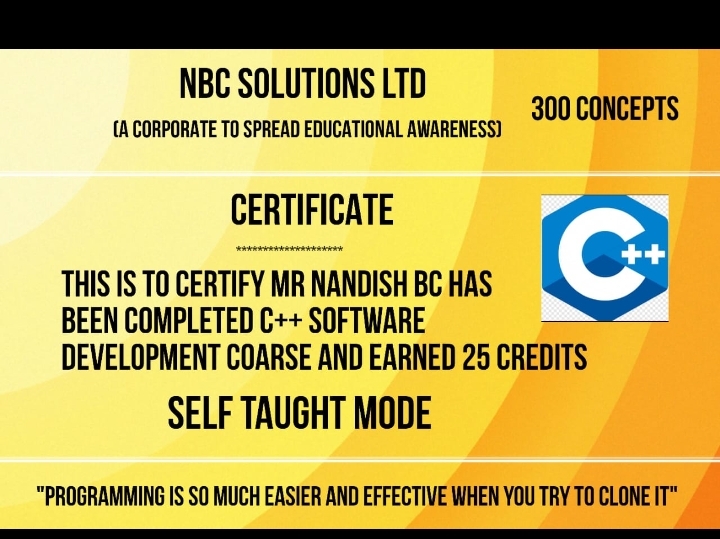 NBC SOLUTIONS LTD
(A CORPORATE TO SPREAD EDUCATIONAL AWARENESS)
300 CONCEPTS
CERTIFICATE
********************
THIS IS TO CERTIFY MR NANDISH BC HAS
BEEN COMPLETED C++ SOFTWARE
DEVELOPMENT COARSE AND EARNED 25 CREDITS
C++
SELF TAUGHT MODE
"PROGRAMMING IS SO MUCH EASIER AND EFFECTIVE WHEN YOU TRY TO CLONE IT"